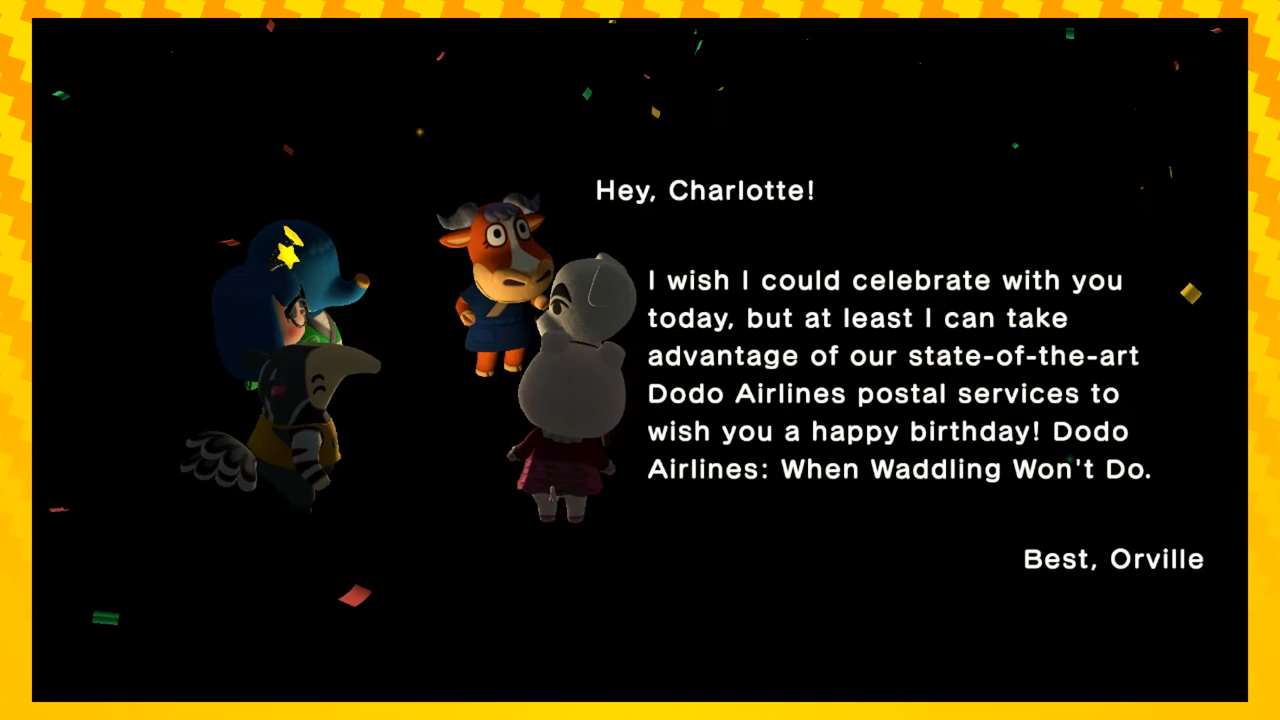 Hey, Charlotte!
I wish I could celebrate with you
today, but at least I can take
advantage of our state-of-the-art
Dodo Airlines postal services to
wish you a happy birthday! Dodo
Airlines: When Waddling Won't Do.
Best, Orville